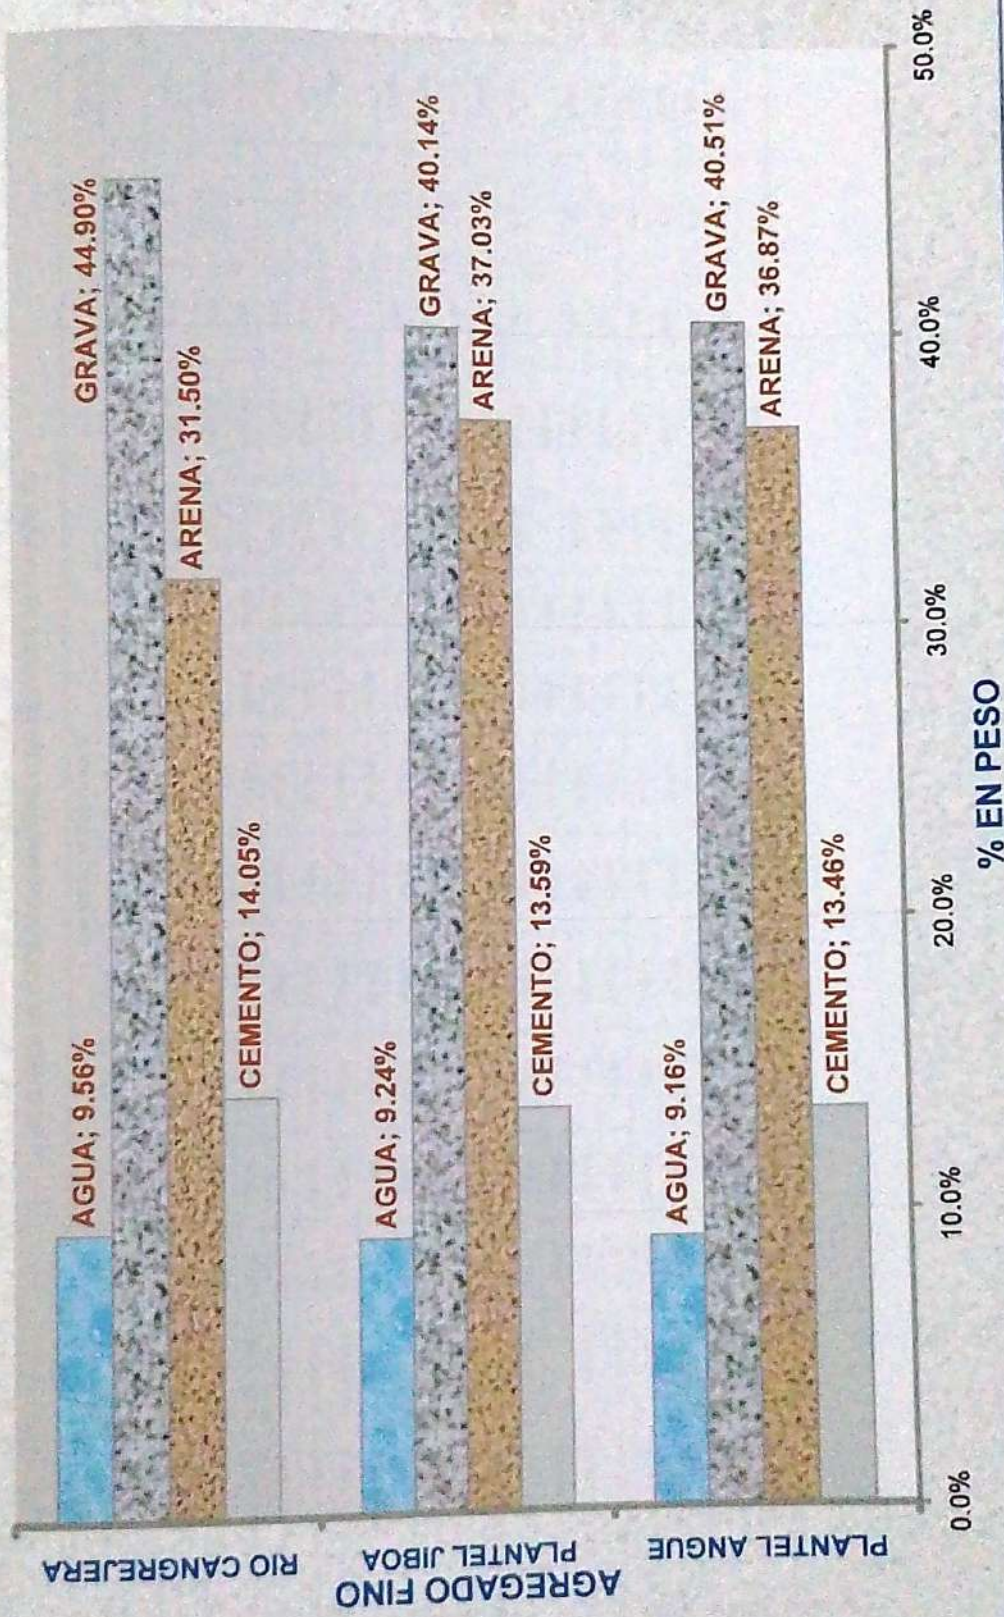 AGREGADO FINO
RIO CANGREJERA
AGUA; 9.56%
GRAVA; 44.90%
ARENA; 31.50%
CEMENTO; 14.05%
PLANTEL JIBOA
AGUA; 9.24%
GRAVA; 40.14%
ARENA; 37.03%
CEMENTO; 13.59%
PLANTEL ANGUE
AGUA; 9.16%
GRAVA; 40.51%
ARENA; 36.87%
CEMENTO; 13.46%
0.0%
10.0%
20.0%
30.0%
40.0%
50.0%
% EN PESO